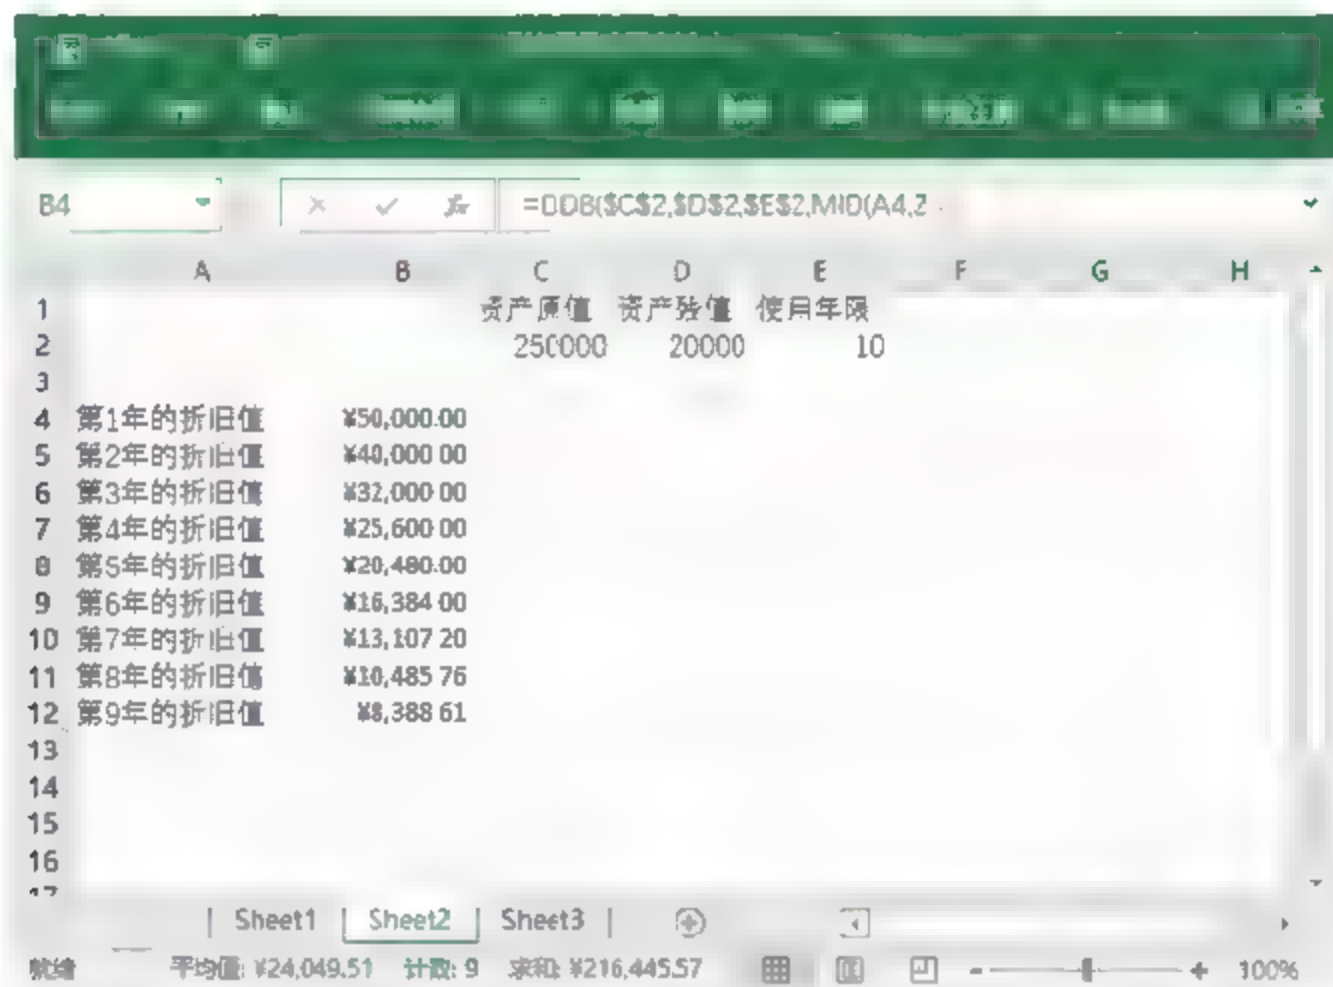 B4 =DDB($C$2,$D$2,$E$2,MID(A4,2
A B C D E F G H
1 资产原值 资产残值 使用年限
2 250000 20000 10
3
4 第1年的折旧值 ¥50,000.00
5 第2年的折旧值 ¥40,000.00
6 第3年的折旧值 ¥32,000.00
7 第4年的折旧值 ¥25,600.00
8 第5年的折旧值 ¥20,480.00
9 第6年的折旧值 ¥16,384.00
10 第7年的折旧值 ¥13,107.20
11 第8年的折旧值 ¥10,485.76
12 第9年的折旧值 ¥8,388.61
13
14
15
16
17
Sheet1 Sheet2 Sheet3
就绪 平均值: ¥24,049.51 计数: 9 求和: ¥216,445.57 100%